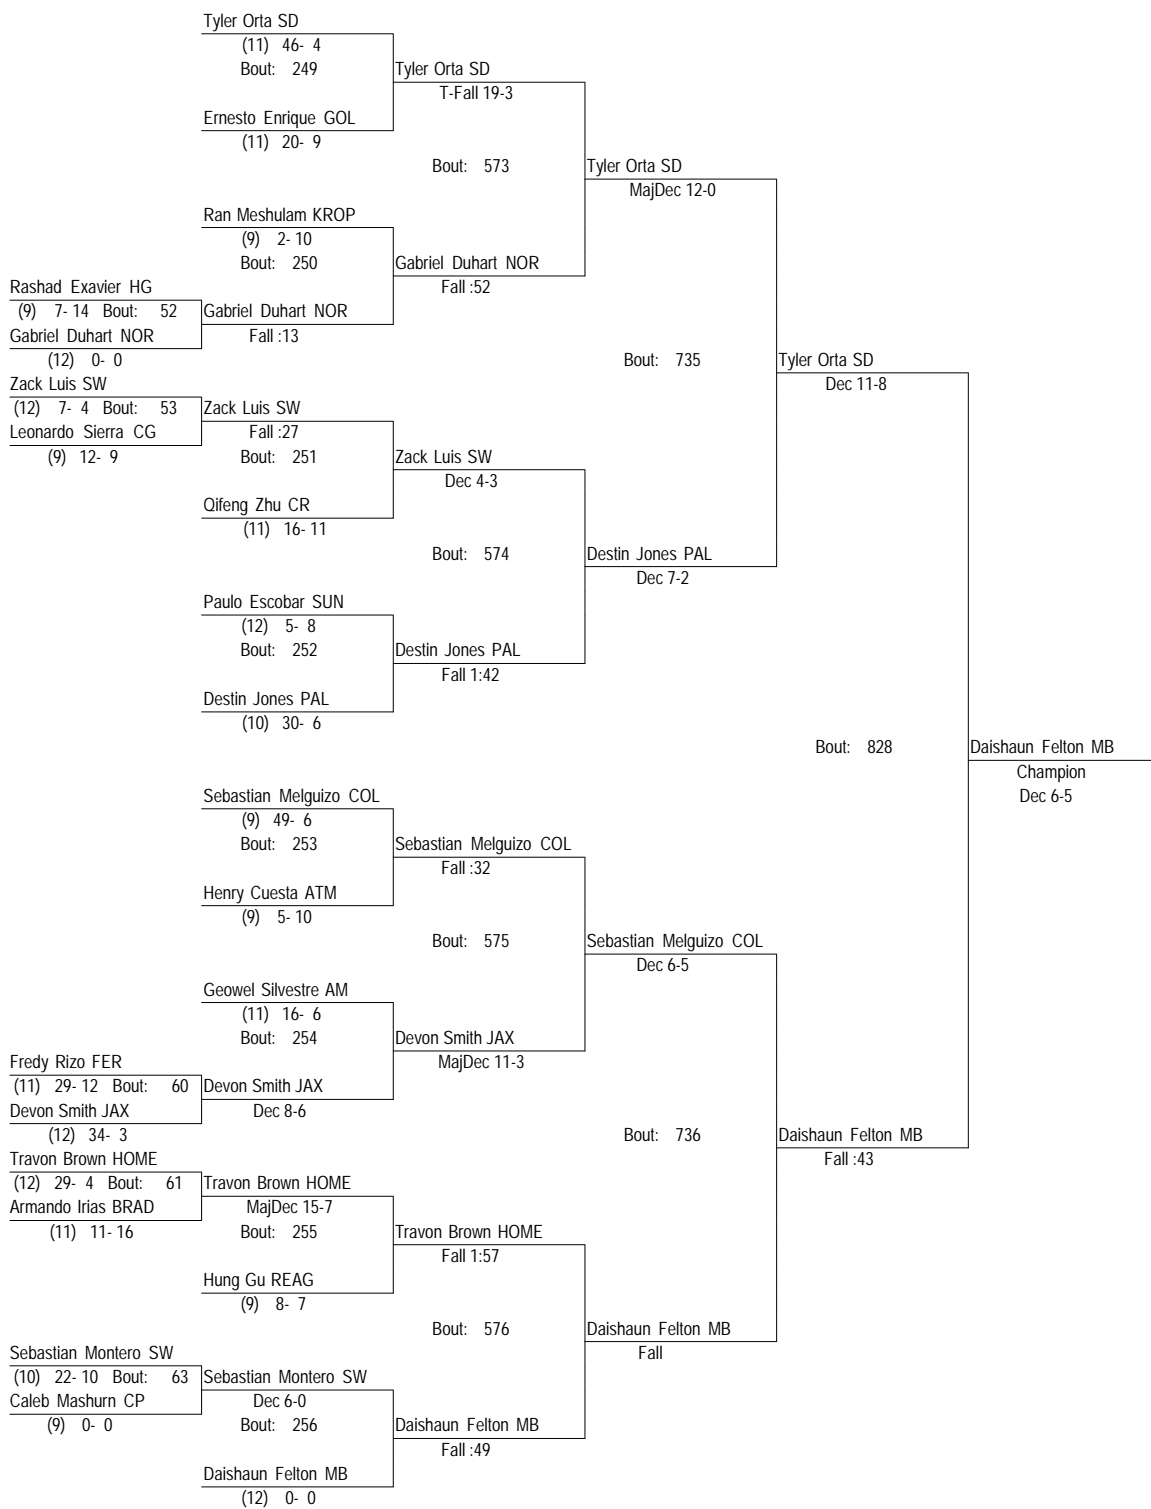 Tyler Orta SD
(11) 46- 4
Bout: 249
Tyler Orta SD
T-Fall 19-3
Ernesto Enrique GOL
(11) 20- 9
Bout: 573
Tyler Orta SD
MajDec 12-0
Ran Meshulam KROP
(9) 2- 10
Bout: 250
Gabriel Duhart NOR
Fall :52
Rashad Exavier HG
(9) 7- 14 Bout: 52
Gabriel Duhart NOR
Fall :13
Gabriel Duhart NOR
(12) 0- 0
Bout: 735
Tyler Orta SD
Dec 11-8
Zack Luis SW
(12) 7- 4 Bout: 53
Zack Luis SW
Fall :27
Leonardo Sierra CG
(9) 12- 9
Bout: 251
Zack Luis SW
Dec 4-3
Qifeng Zhu CR
(11) 16- 11
Bout: 574
Destin Jones PAL
Dec 7-2
Paulo Escobar SUN
(12) 5- 8
Bout: 252
Destin Jones PAL
Fall 1:42
Destin Jones PAL
(10) 30- 6
Bout: 828
Daishaun Felton MB
Champion
Dec 6-5
Sebastian Melguizo COL
(9) 49- 6
Bout: 253
Sebastian Melguizo COL
Fall :32
Henry Cuesta ATM
(9) 5- 10
Bout: 575
Sebastian Melguizo COL
Dec 6-5
Geowel Silvestre AM
(11) 16- 6
Bout: 254
Devon Smith JAX
MajDec 11-3
Fredy Rizo FER
(11) 29- 12 Bout: 60
Devon Smith JAX
Dec 8-6
Devon Smith JAX
(12) 34- 3
Bout: 736
Daishaun Felton MB
Fall :43
Travon Brown HOME
(12) 29- 4 Bout: 61
Travon Brown HOME
MajDec 15-7
Armando Irias BRAD
(11) 11- 16
Bout: 255
Travon Brown HOME
Fall 1:57
Hung Gu REAG
(9) 8- 7
Bout: 576
Daishaun Felton MB
Fall
Sebastian Montero SW
(10) 22- 10 Bout: 63
Sebastian Montero SW
Dec 6-0
Caleb Mashurn CP
(9) 0- 0
Bout: 256
Daishaun Felton MB
Fall :49
Daishaun Felton MB
(12) 0- 0